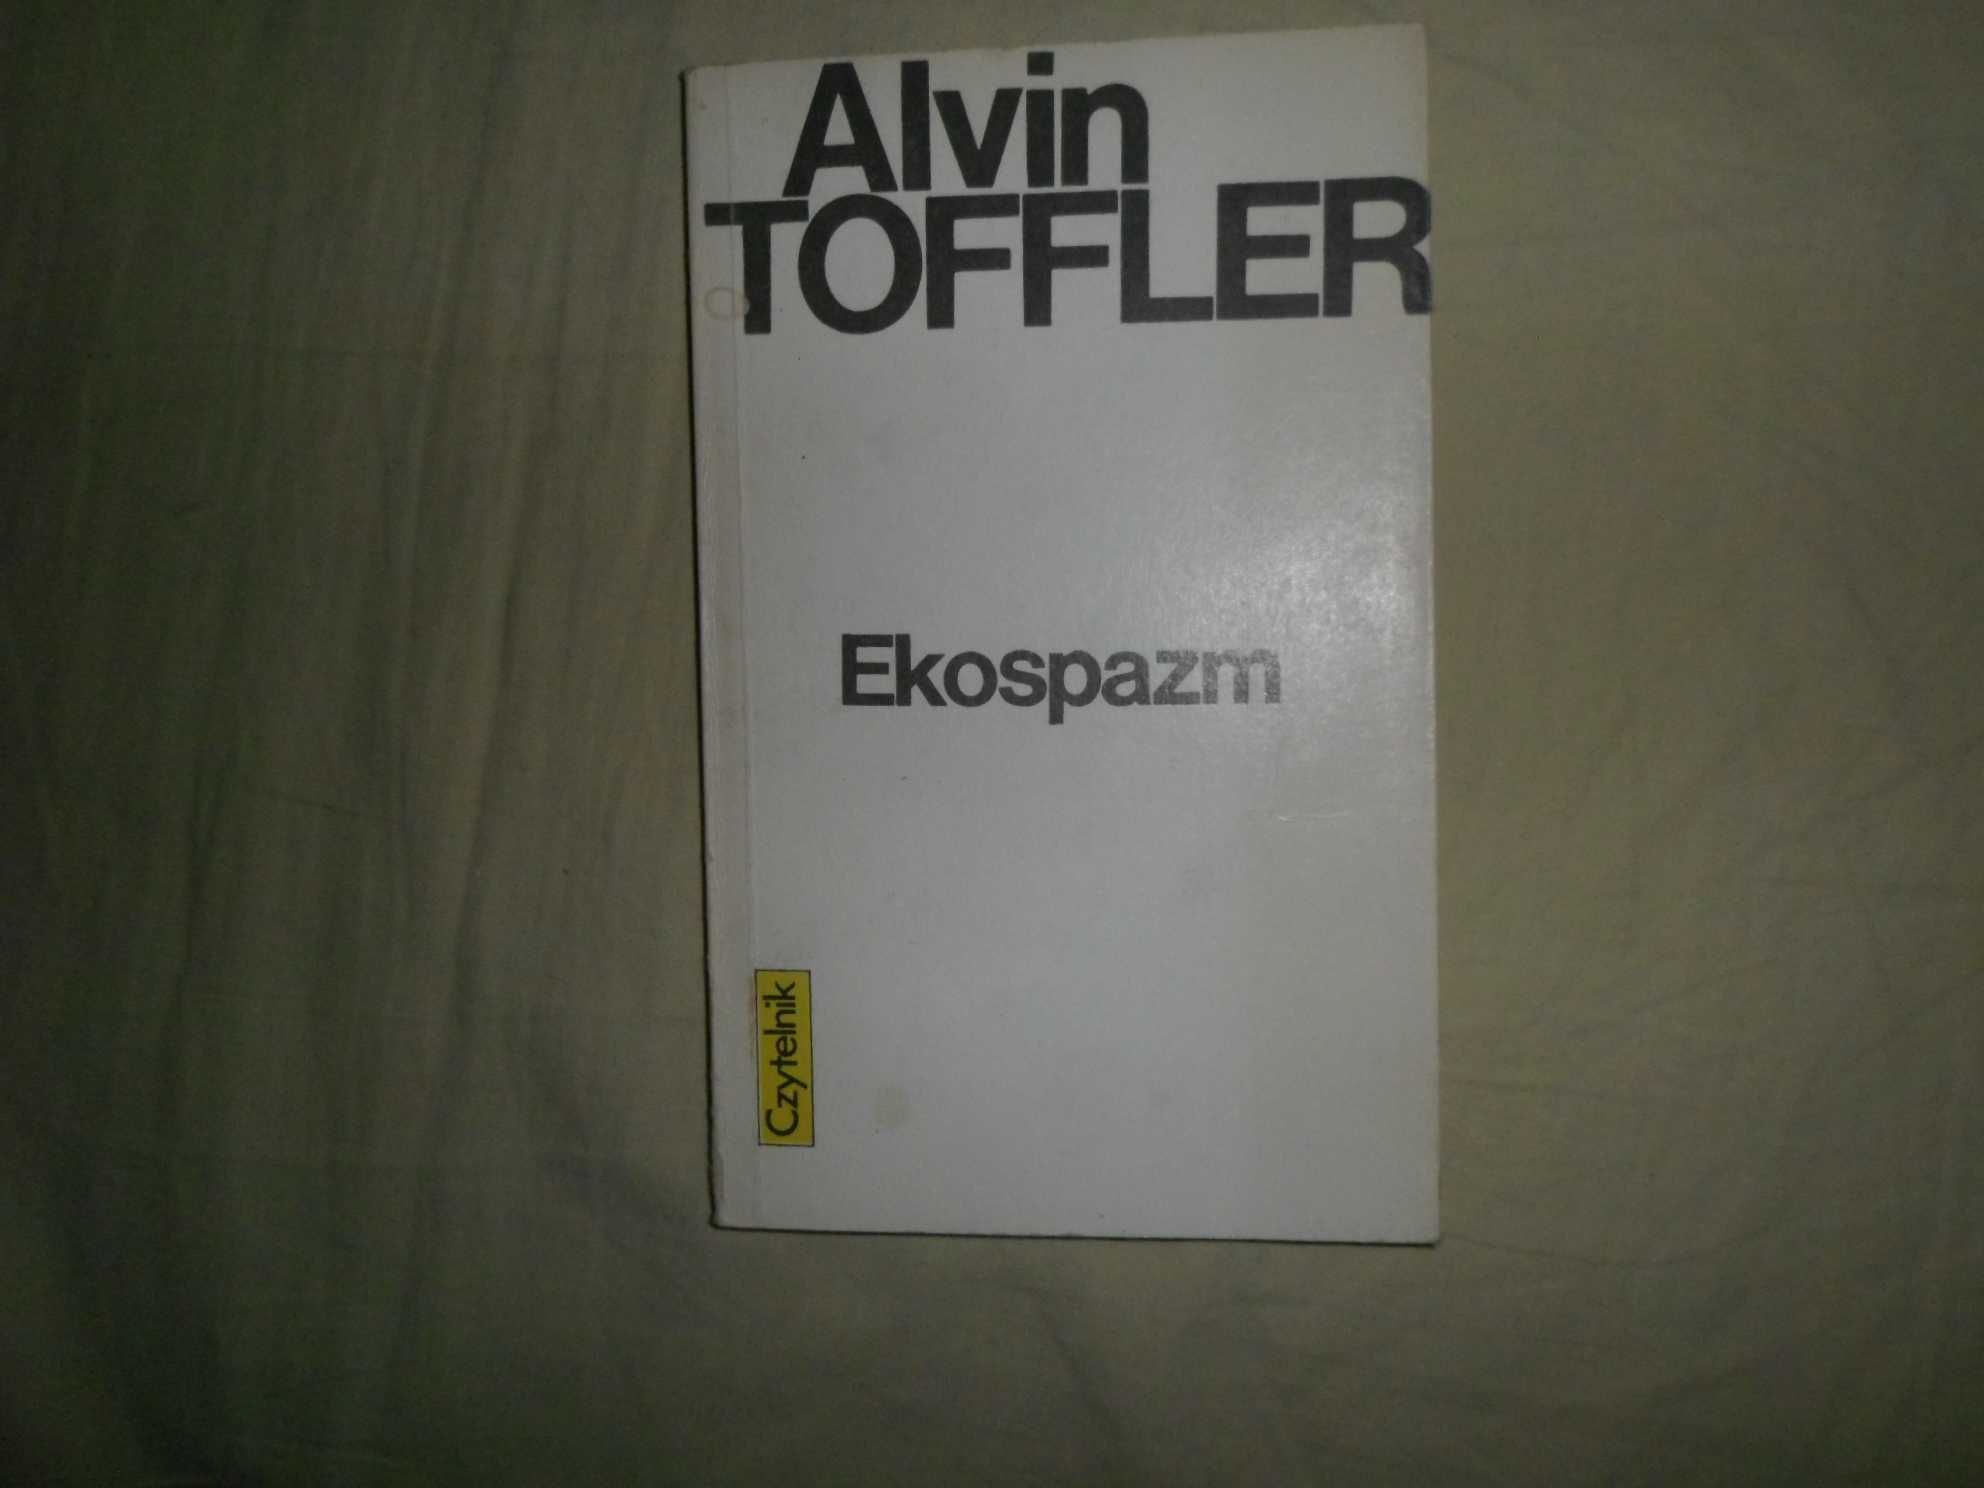 Alvin
TOFFLER
Ekospazm
Czytelnik